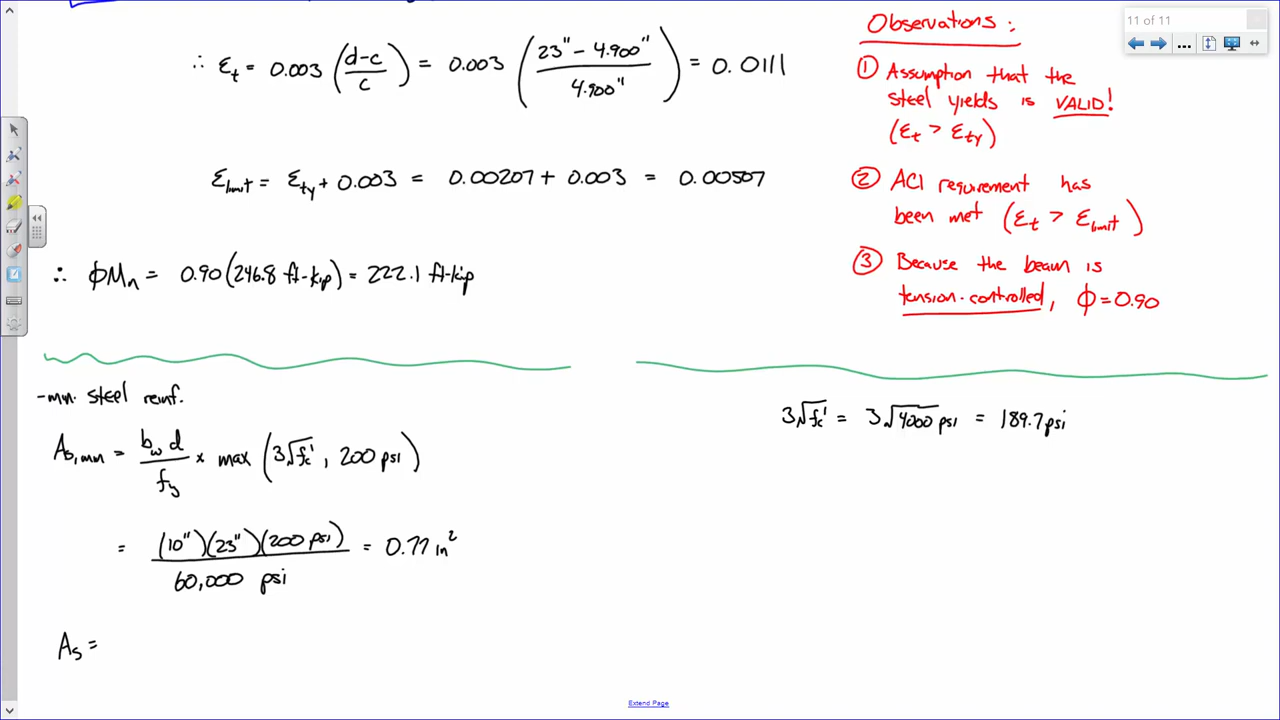 11 of 11
Observations :
∴ εt = 0.003 (d-c / c) = 0.003 (23" - 4.900" / 4.900") = 0.0111
① Assumption that the
steel yields is VALID!
(εt > εty)
εlimit = εty + 0.003 = 0.00207 + 0.003 = 0.00507
② ACI requirement has
been met (εt > εlimit)
∴ ϕMn = 0.90(246.8 ft-kip) = 222.1 ft-kip
③ Because the beam is
tension-controlled, ϕ = 0.90
-min. steel reinf.
3√fc' = 3√4000 psi = 189.7 psi
As,min = bw d / fy × max (3√fc', 200 psi)
= (10")(23")(200 psi) / 60,000 psi = 0.77 in²
As =
Extend Page